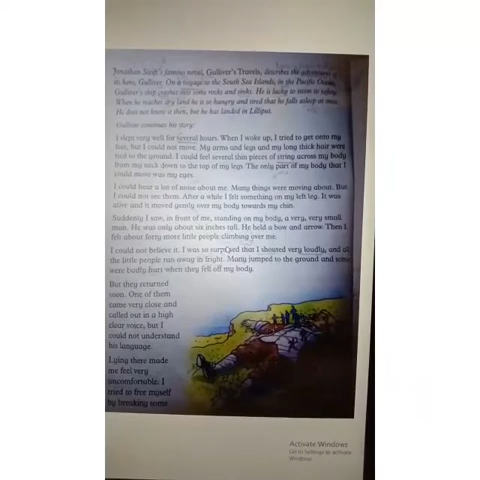 Jonathan Swift's famous novel, Gulliver's Travels, describes the adventures of
its hero, Gulliver. On a voyage to the South Sea Islands, in the Pacific Ocean,
Gulliver's ship crashes into some rocks and sinks. He is lucky to swim to safety.
When he reaches dry land he is so hungry and tired that he falls asleep at once.
He does not know it then, but he has landed in Lilliput.
Gulliver continues his story:
I slept very well for several hours. When I woke up, I tried to get onto my
feet, but I could not move. My arms and legs and my long thick hair were
tied to the ground. I could feel several thin pieces of string across my body
from my neck down to the top of my legs. The only part of my body that I
could move was my eyes.
I could hear a lot of noise about me. Many things were moving about. But
I could not see them. After a while I felt something on my left leg. It was
alive and it moved gently over my body towards my chin.
Suddenly I saw, in front of me, standing on my body, a very, very small
man. He was only about six inches tall. He held a bow and arrow. Then I
felt about forty more little people climbing over me.
I could not believe it. I was so surprised that I shouted very loudly, and all
the little people ran away in fright. Many jumped to the ground and some
were badly hurt when they fell off my body.
But they returned
soon. One of them
came very close and
called out in a high
clear voice, but I
could not understand
his language.
Lying there made
me feel very
uncomfortable. I
tried to free myself
by breaking some
Activate Windows
Go to Settings to activate
Windows.